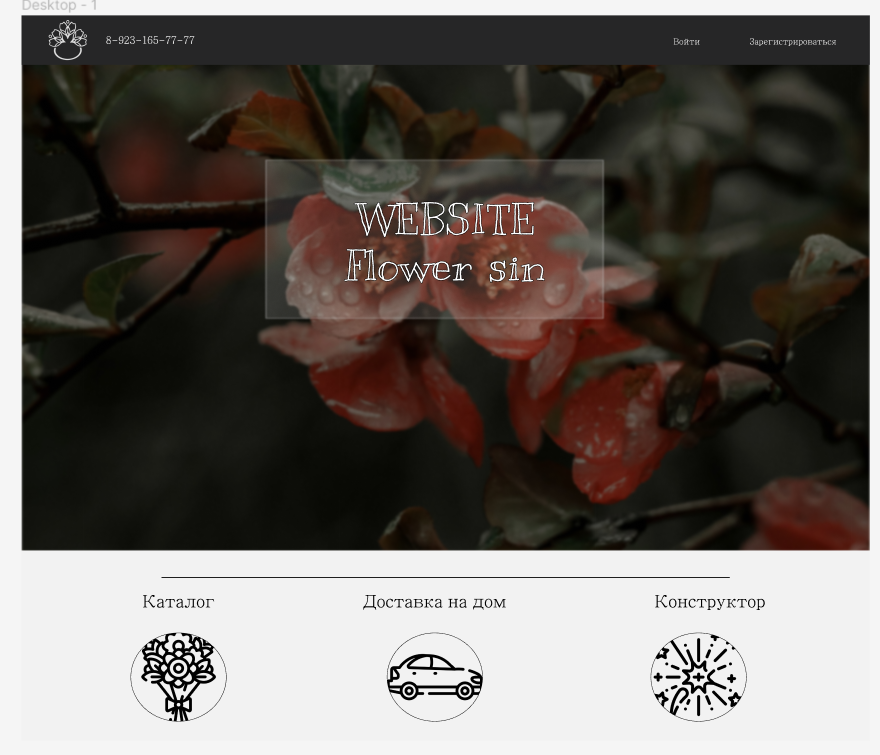 Desktop - 1
8-923-165-77-77
Войти
Зарегистрироваться
WEBSITE
Flower sin
Каталог
Доставка на дом
Конструктор